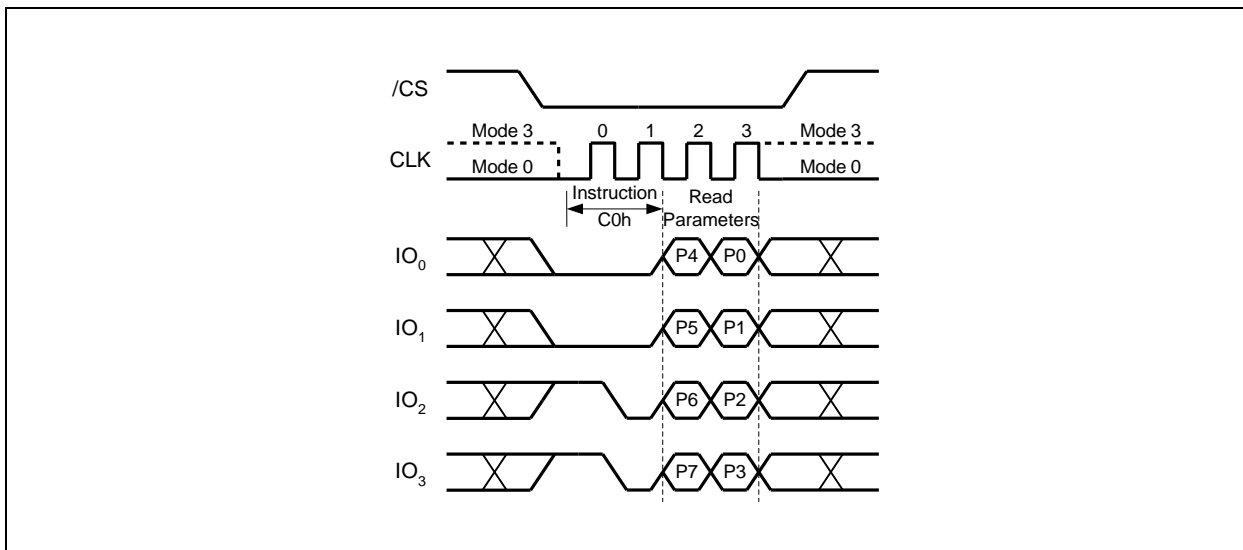 /CS
Mode 3 0 1 2 3 Mode 3
CLK
Mode 0 Mode 0
Instruction Read
C0h Parameters
IO0 P4 P0
IO1 P5 P1
IO2 P6 P2
IO3 P7 P3